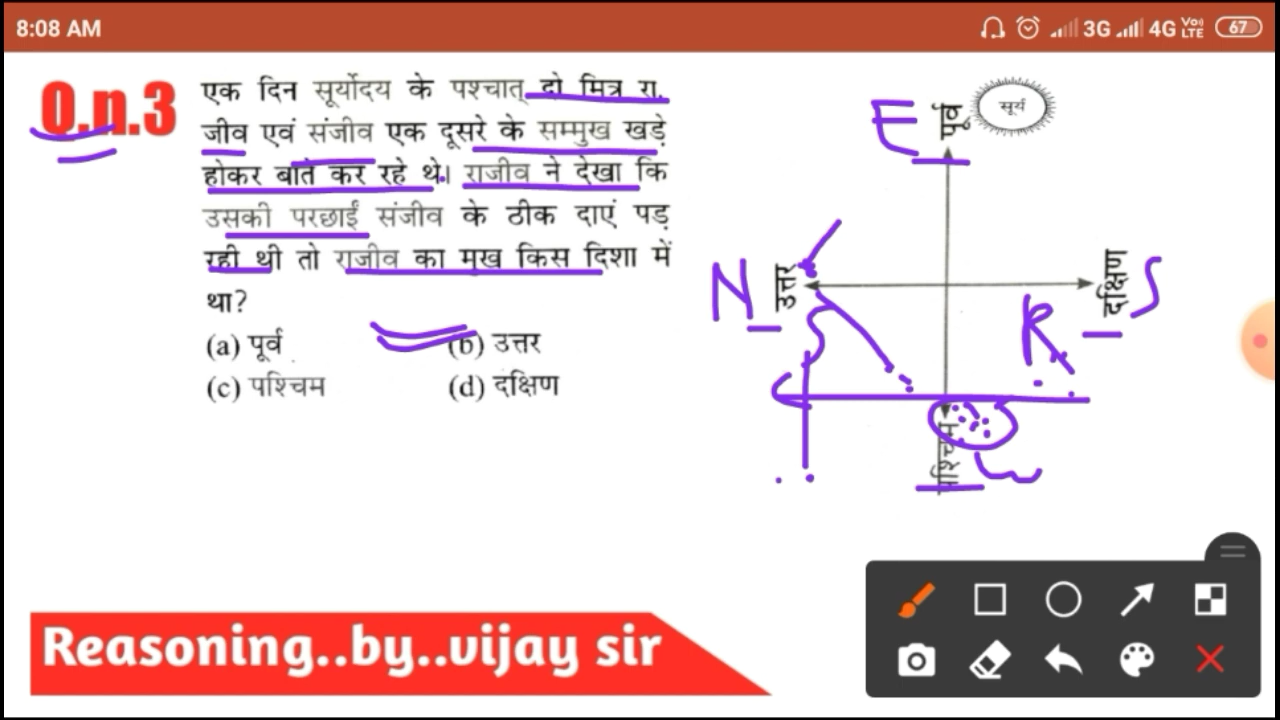 8:08 AM
3G 4G VoLTE 67
Q.n.3
एक दिन सूर्योदय के पश्चात् दो मित्र रा-
जीव एवं संजीव एक दूसरे के सम्मुख खड़े
होकर बातें कर रहे थे। राजीव ने देखा कि
उसकी परछाईं संजीव के ठीक दाएं पड़
रही थी तो राजीव का मुख किस दिशा में
था?
(a) पूर्व (b) उत्तर
(c) पश्चिम (d) दक्षिण
E पूर्व सूर्य
N उत्तर दक्षिण S
R
पश्चिम
Reasoning..by..vijay sir